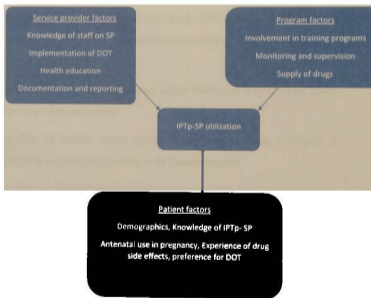 Service provider factors
Knowledge of staff on SP
Implementation of DOT
Health education
Documentation and reporting
Program factors
Involvement in training programs
Monitoring and supervision
Supply of drugs
IPTp-SP utilization
Patient factors
Demographics, Knowledge of IPTp- SP
Antenatal use in pregnancy, Experience of drug
side effects, preference for DOT